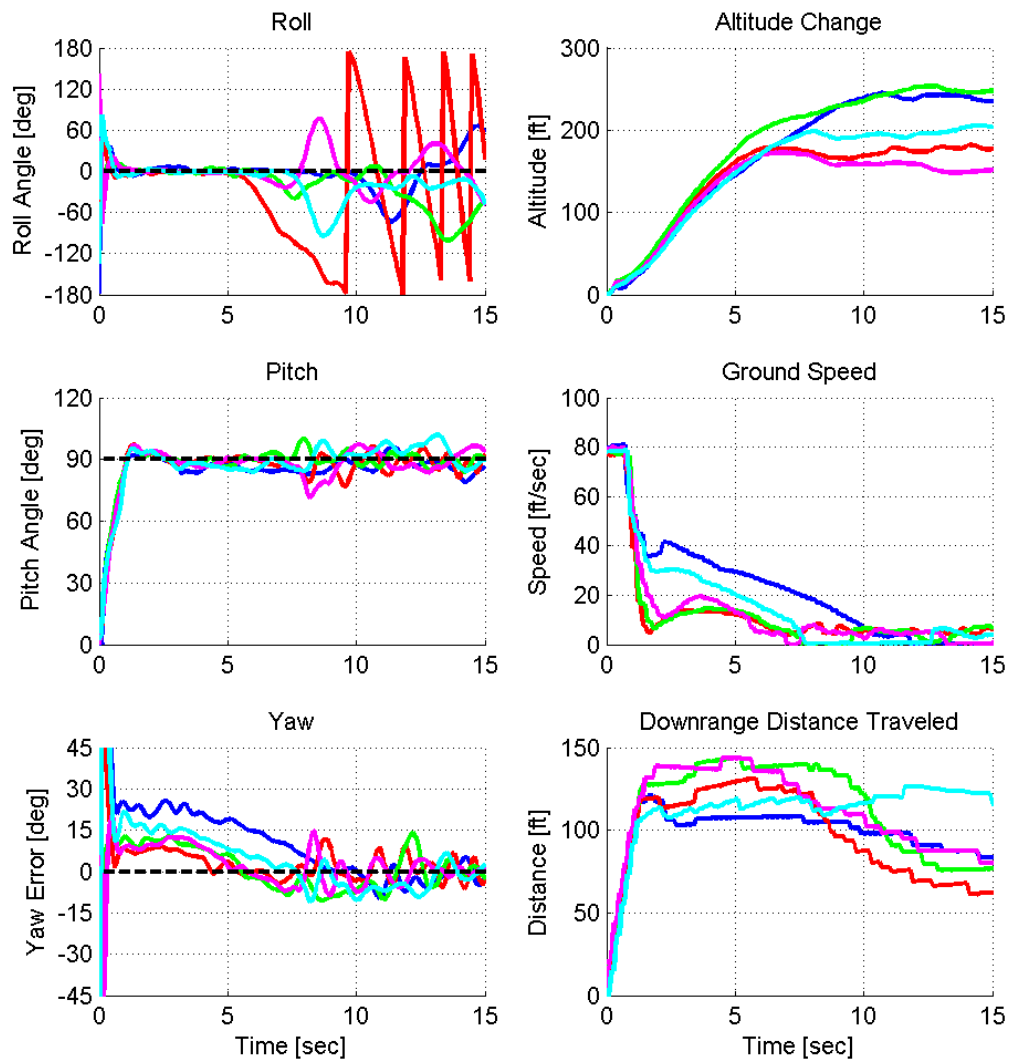 Roll
180
120
60
0
-60
-120
-180
Roll Angle [deg]
0 5 10 15
Altitude Change
300
200
100
0
Altitude [ft]
0 5 10 15
Pitch
120
90
60
30
0
Pitch Angle [deg]
0 5 10 15
Ground Speed
100
80
60
40
20
0
Speed [ft/sec]
0 5 10 15
Yaw
45
30
15
0
-15
-30
-45
Yaw Error [deg]
0 5 10 15
Time [sec]
Downrange Distance Traveled
150
100
50
0
Distance [ft]
0 5 10 15
Time [sec]